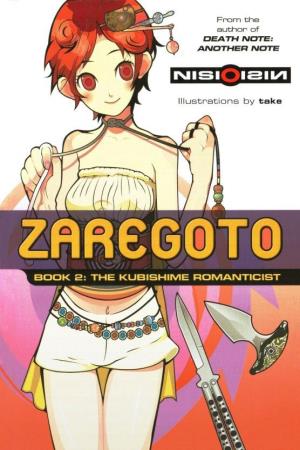 From the
author of
DEATH NOTE:
ANOTHER NOTE
NISIOISIN
Illustrations by take
ZAREGOTO
BOOK 2: THE KUBISHIME ROMANTICIST